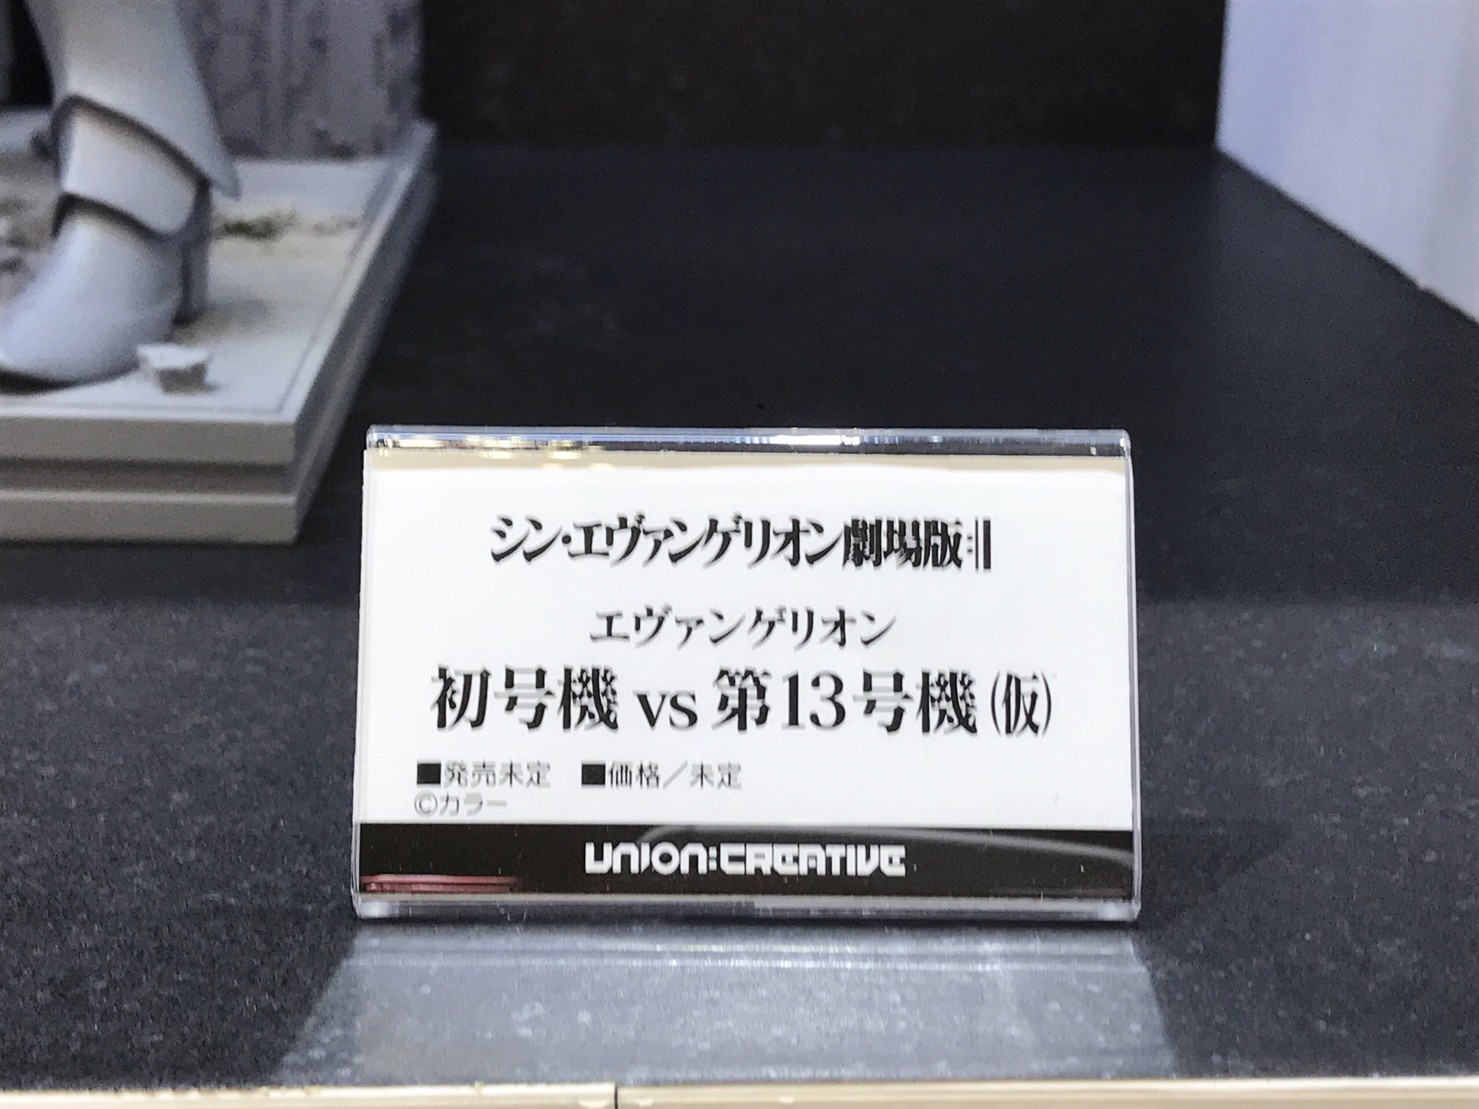 シン・エヴァンゲリオン劇場版𝄇
エヴァンゲリオン
初号機 vs 第13号機(仮)
■発売未定 ■価格／未定
©カラー
UNION:CREATIVE